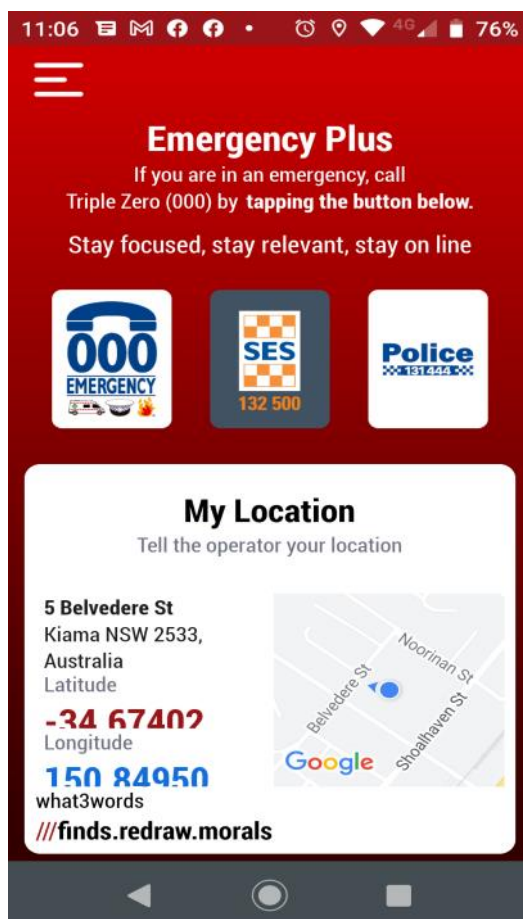 11:06 4G 76%
Emergency Plus
If you are in an emergency, call
Triple Zero (000) by tapping the button below.
Stay focused, stay relevant, stay on line
000
EMERGENCY
SES
132 500
Police
131 444
My Location
Tell the operator your location
5 Belvedere St
Kiama NSW 2533,
Australia
Latitude
-34.67402
Longitude
150.84950
what3words
///finds.redraw.morals
Belvedere St
Noorinan St
Shoalhaven St
Google